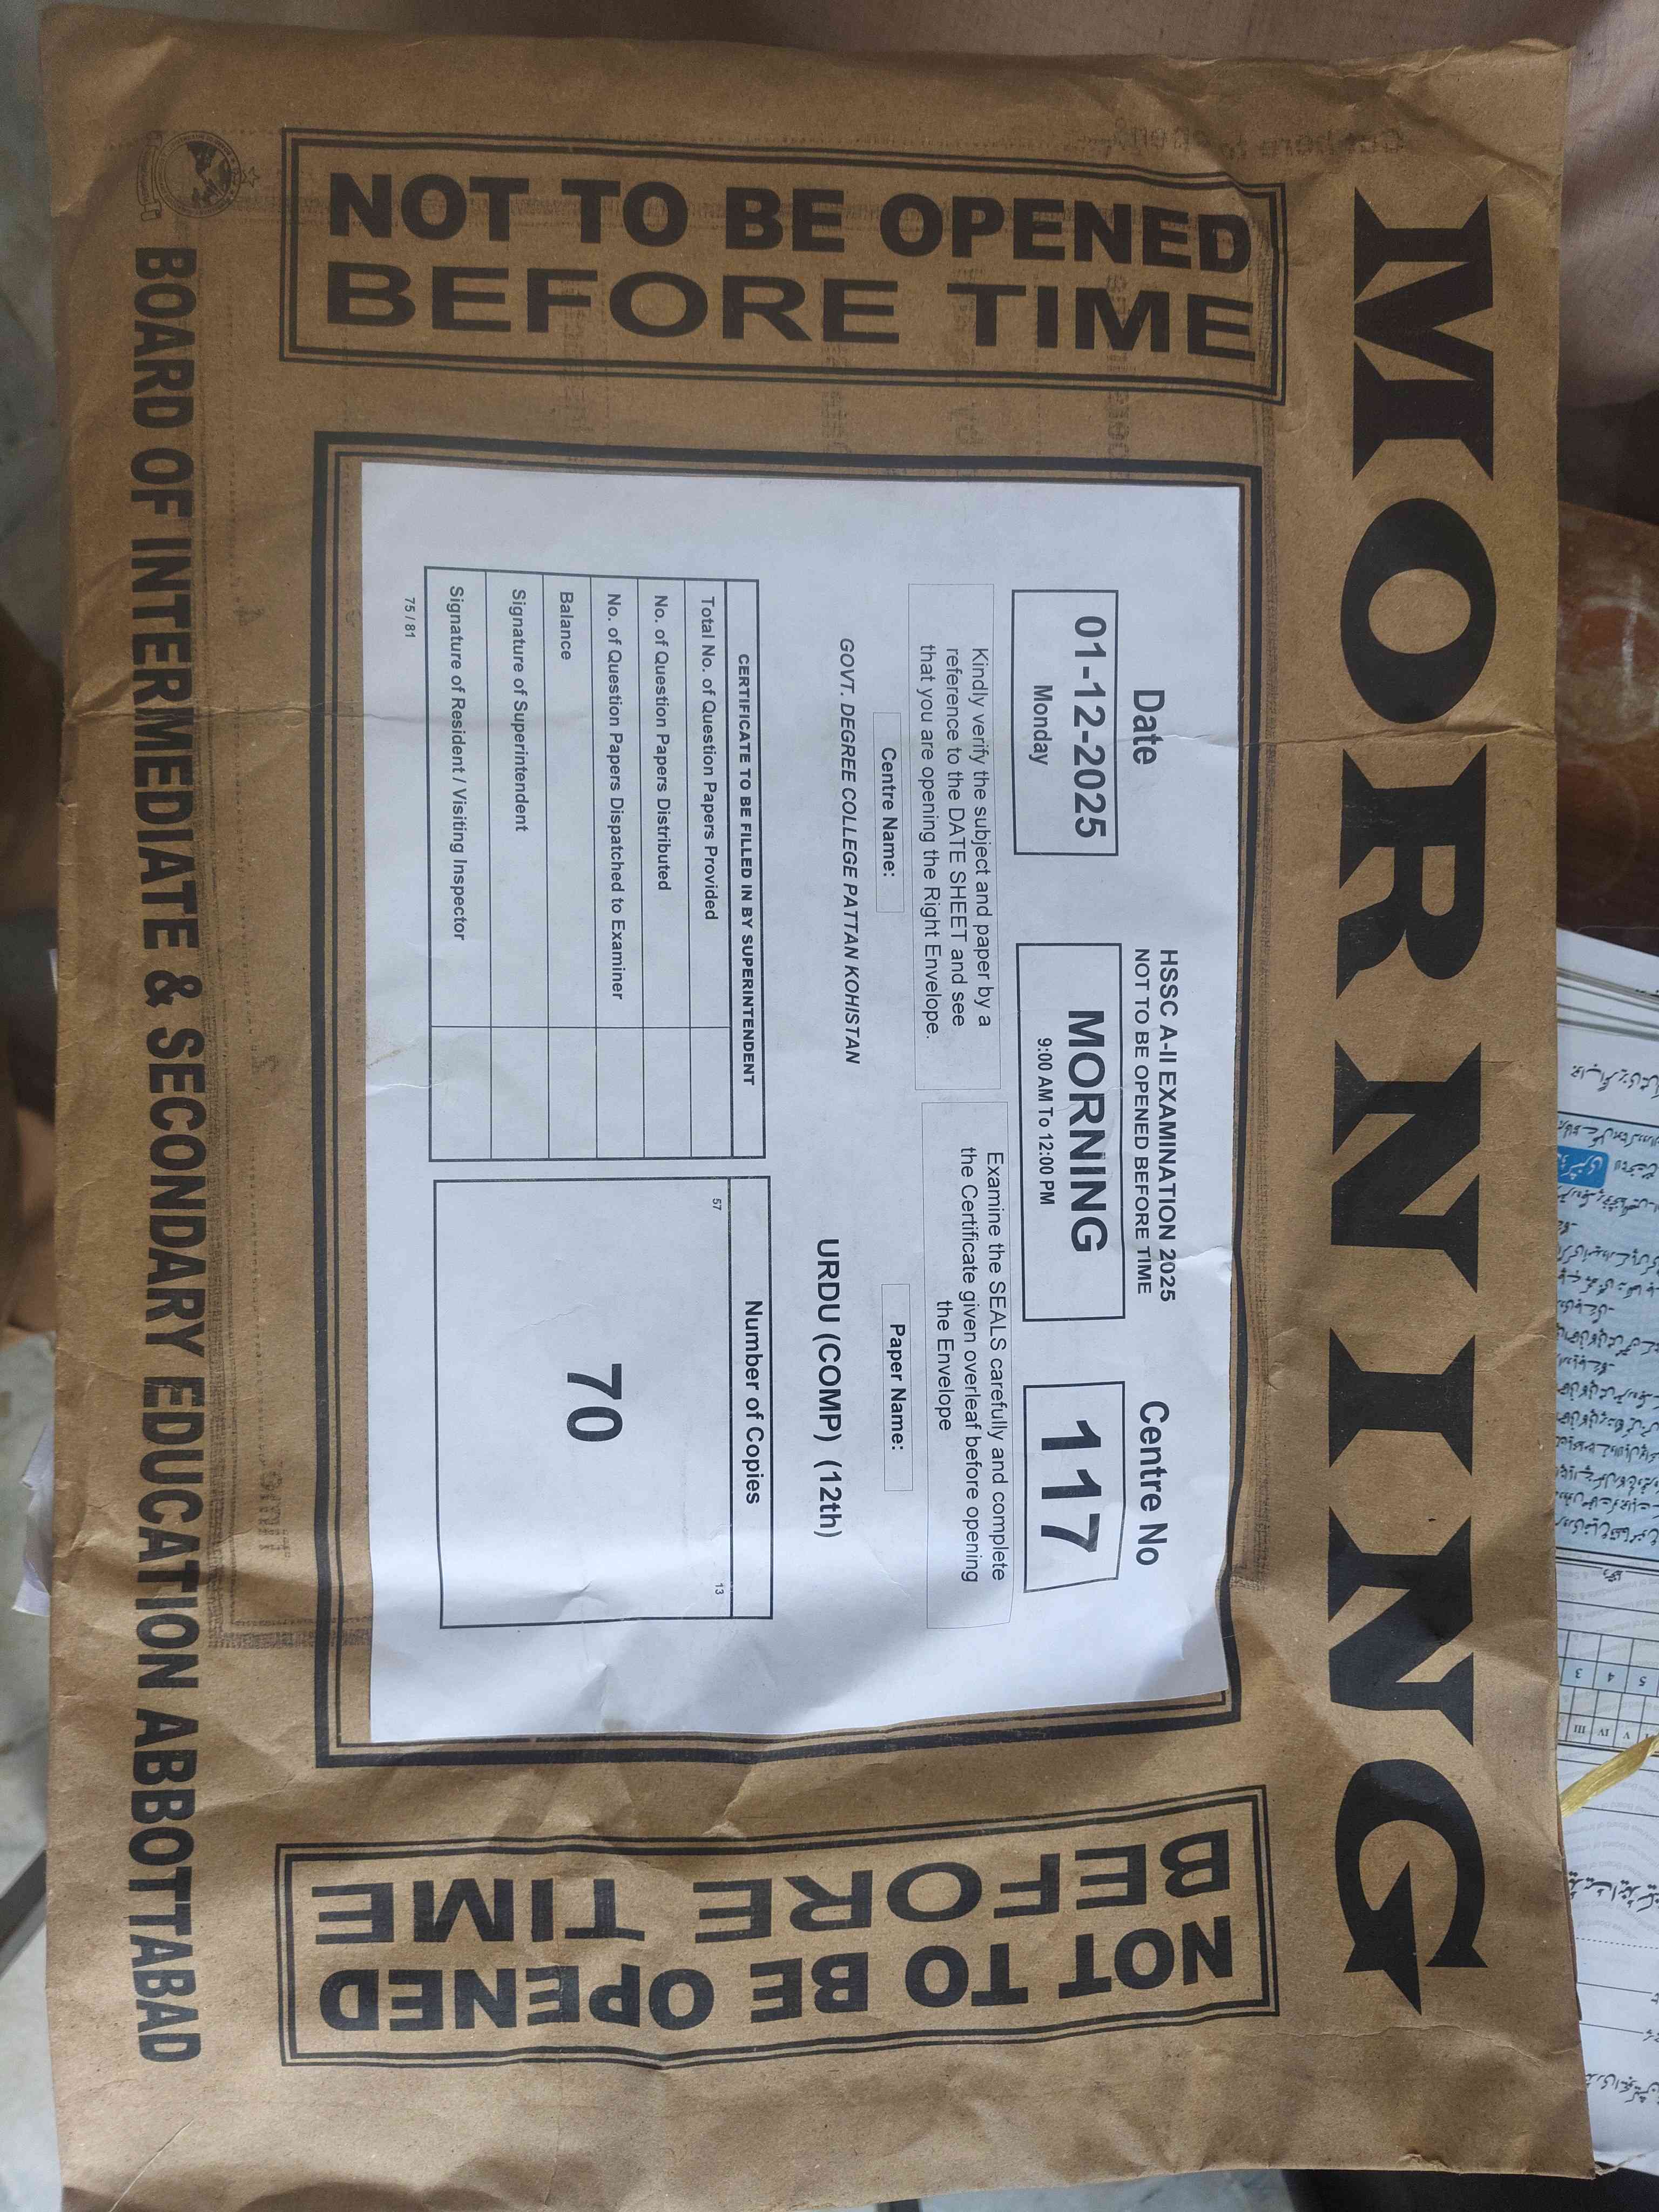 MORNING
NOT TO BE OPENED
BEFORE TIME
Date
HSSC A-II EXAMINATION 2025
NOT TO BE OPENED BEFORE TIME
Centre No
01-12-2025
Monday
MORNING
9:00 AM To 12:00 PM
117
Kindly verify the subject and paper by a
reference to the DATE SHEET and see
that you are opening the Right Envelope.
Examine the SEALS carefully and complete
the Certificate given overleaf before opening
the Envelope
Centre Name:
Paper Name:
GOVT. DEGREE COLLEGE PATTAN KOHISTAN
URDU (COMP) (12th)
CERTIFICATE TO BE FILLED IN BY SUPERINTENDENT
Total No. of Question Papers Provided
No. of Question Papers Distributed
No. of Question Papers Dispatched to Examiner
Balance
Signature of Superintendent
Signature of Resident / Visiting Inspector
75 / 81
Number of Copies
57
13
70
NOT TO BE OPENED
BEFORE TIME
BOARD OF INTERMEDIATE & SECONDARY EDUCATION ABBOTTABAD
5
4
3
V
IV
III